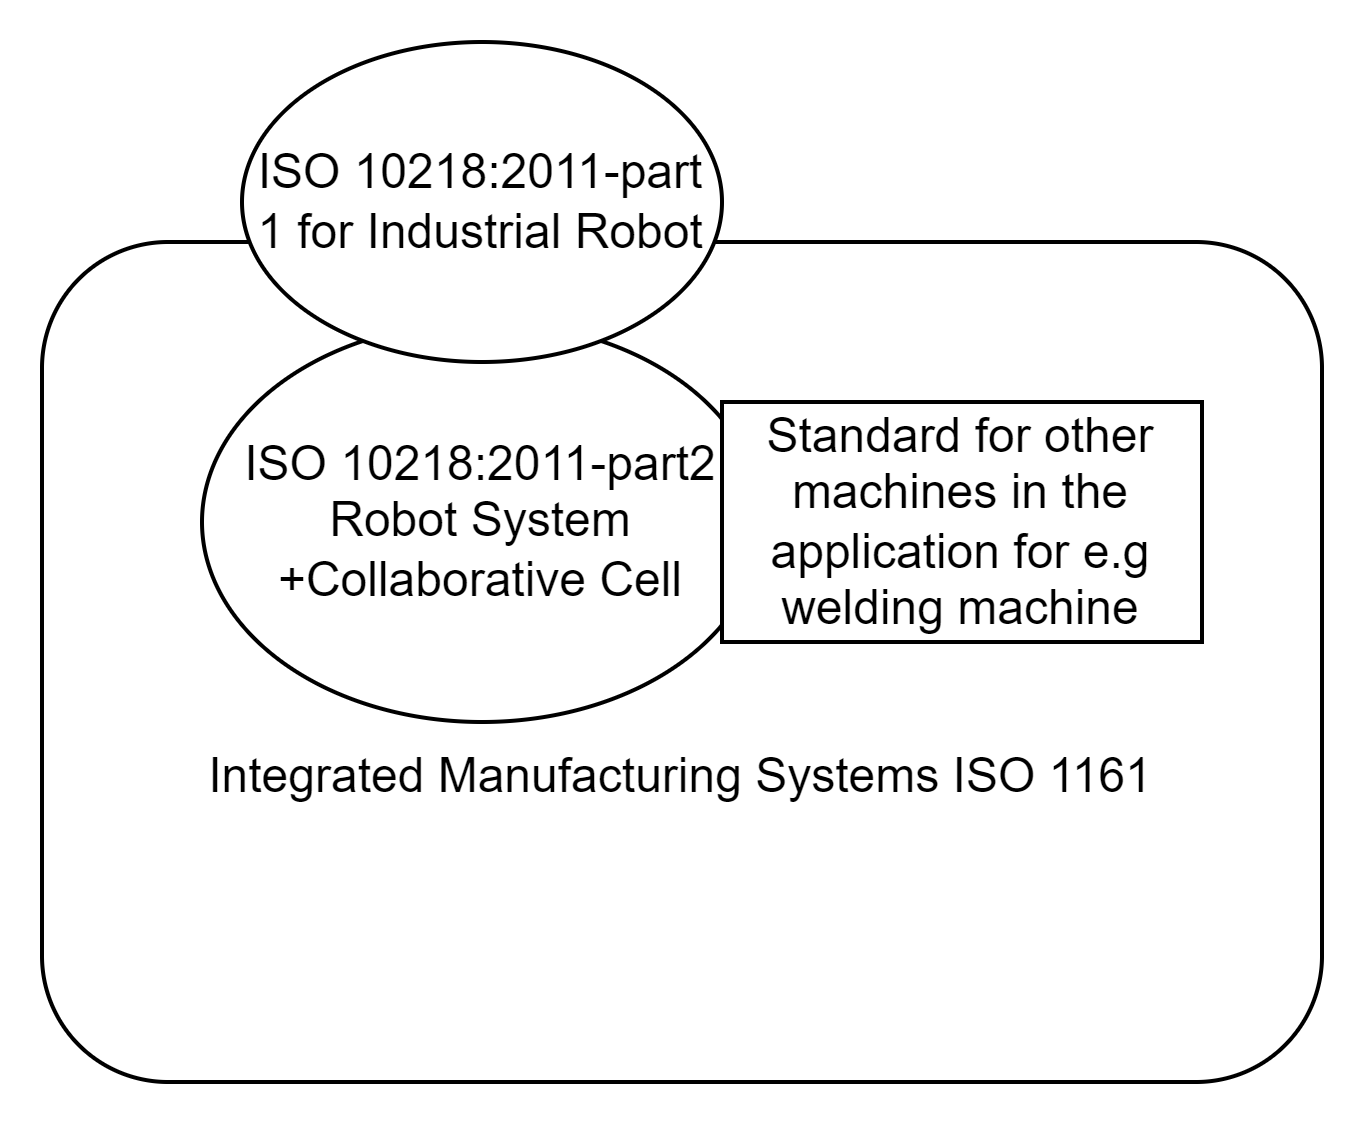 ISO 10218:2011-part
1 for Industrial Robot
ISO 10218:2011-part2
Robot System
+Collaborative Cell
Standard for other
machines in the
application for e.g
welding machine
Integrated Manufacturing Systems ISO 1161